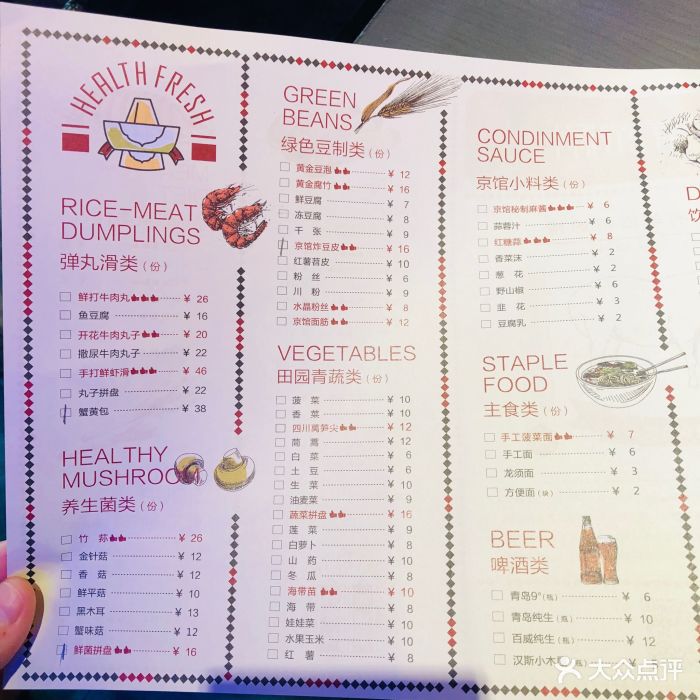 HEALTH FRESH
RICE-MEAT
DUMPLINGS
弹丸滑类(份)
鲜打牛肉丸 ¥ 26
鱼豆腐 ¥ 16
开花牛肉丸子 ¥ 20
撒尿牛肉丸子 ¥ 22
手打鲜虾滑 ¥ 46
丸子拼盘 ¥ 22
蟹黄包 ¥ 38
HEALTHY
MUSHROOM
养生菌类(份)
竹荪 ¥ 26
金针菇 ¥ 12
香菇 ¥ 12
鲜平菇 ¥ 10
黑木耳 ¥ 13
蟹味菇 ¥ 12
鲜菌拼盘 ¥ 16
GREEN
BEANS
绿色豆制类(份)
黄金豆泡 ¥ 12
黄金腐竹 ¥ 16
鲜豆腐 ¥ 7
冻豆腐 ¥ 8
千张 ¥ 9
京馆炸豆皮 ¥ 16
红薯苕皮 ¥ 10
粉丝 ¥ 6
川粉 ¥ 9
水晶粉丝 ¥ 8
京馆面筋 ¥ 12
VEGETABLES
田园青蔬类(份)
菠菜 ¥ 10
香菜 ¥ 10
四川莴笋尖 ¥ 12
茼蒿 ¥ 12
白菜 ¥ 8
土豆 ¥ 8
生菜 ¥ 10
油麦菜 ¥ 10
蔬菜拼盘 ¥ 16
莲菜 ¥ 9
白萝卜 ¥ 8
山药 ¥ 10
冬瓜 ¥ 8
海带苗 ¥ 10
海带 ¥ 8
娃娃菜 ¥ 10
水果玉米 ¥ 10
红薯 ¥ 8
CONDINMENT
SAUCE
京馆小料类(份)
京馆秘制麻酱 ¥ 6
蒜蓉汁 ¥ 6
红糖蒜 ¥ 8
香菜沫 ¥ 2
葱花 ¥ 2
野山椒 ¥ 6
韭花 ¥ 3
豆腐乳 ¥ 2
STAPLE
FOOD
主食类(份)
手工菠菜面 ¥ 7
手工面 ¥ 6
龙须面 ¥ 3
方便面(块) ¥ 2
BEER
啤酒类
青岛9°(瓶) ¥ 6
青岛纯生(瓶) ¥ 10
百威纯生(瓶) ¥ 12
汉斯小木 ¥ 6
D
饮
大众点评